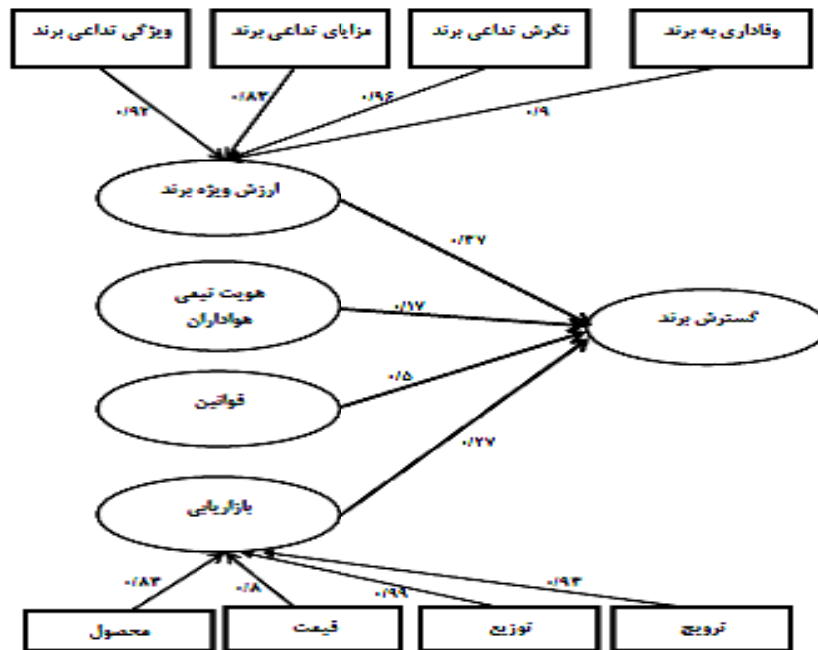 وفاداری به برند
نگرش تداعی برند
مزایای تداعی برند
ویژگی تداعی برند
۰/۹
۰/۹۶
۰/۸۳
۰/۹۲
ارزش ویژه برند
۰/۳۷
هویت تیمی
هواداران
۰/۱۷
گسترش برند
قوانین
۰/۵
۰/۲۷
بازاریابی
۰/۹۳
۰/۹۹
۰/۸
۰/۸۳
ترویج
توزیع
قیمت
محصول